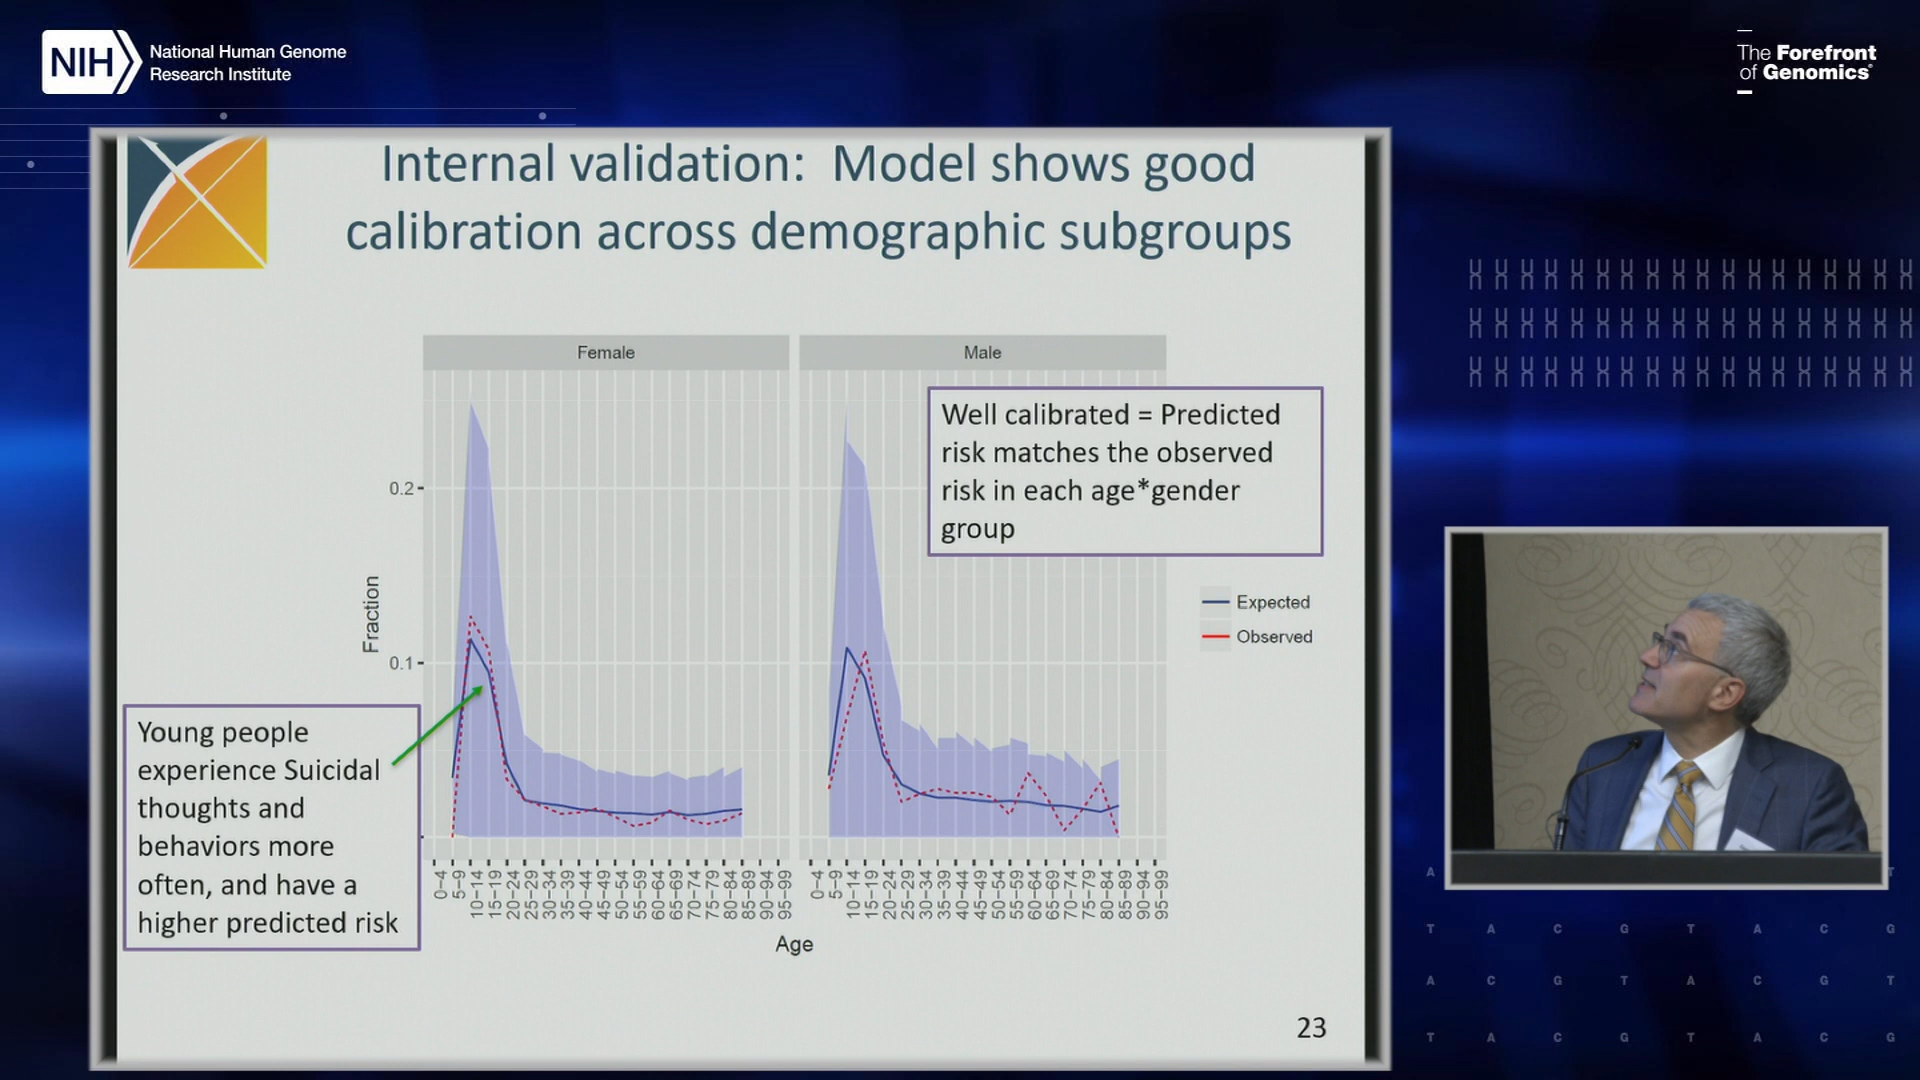 NIH
National Human Genome
Research Institute
The Forefront
of Genomics®
Internal validation: Model shows good
calibration across demographic subgroups
Female
Male
Well calibrated = Predicted
risk matches the observed
risk in each age*gender
group
0.2
0.1
Fraction
Expected
Observed
Young people
experience Suicidal
thoughts and
behaviors more
often, and have a
higher predicted risk
0–4
5–9
10–14
15–19
20–24
25–29
30–34
35–39
40–44
45–49
50–54
55–59
60–64
65–69
70–74
75–79
80–84
85–89
90–94
95–99
0–4
5–9
10–14
15–19
20–24
25–29
30–34
35–39
40–44
45–49
50–54
55–59
60–64
65–69
70–74
75–79
80–84
85–89
90–94
95–99
Age
23
A T
T A C G T A C G
A C G T A C G T
T A C G T A C G